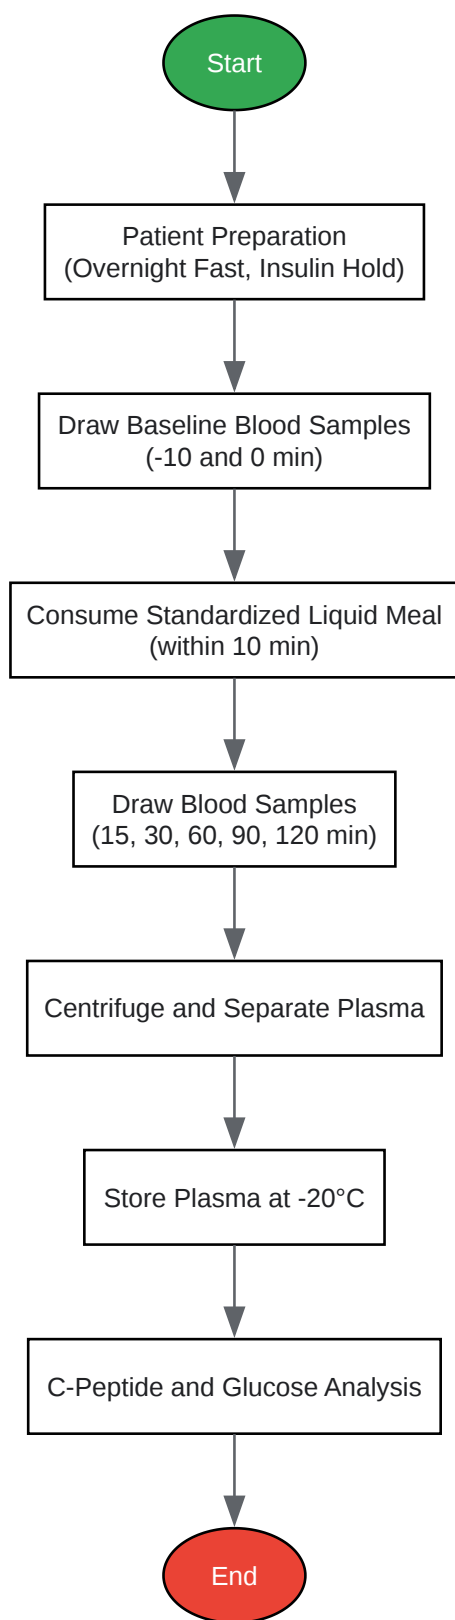 Start
Patient Preparation
(Overnight Fast, Insulin Hold)
Draw Baseline Blood Samples
(-10 and 0 min)
Consume Standardized Liquid Meal
(within 10 min)
Draw Blood Samples
(15, 30, 60, 90, 120 min)
Centrifuge and Separate Plasma
Store Plasma at -20°C
C-Peptide and Glucose Analysis
End